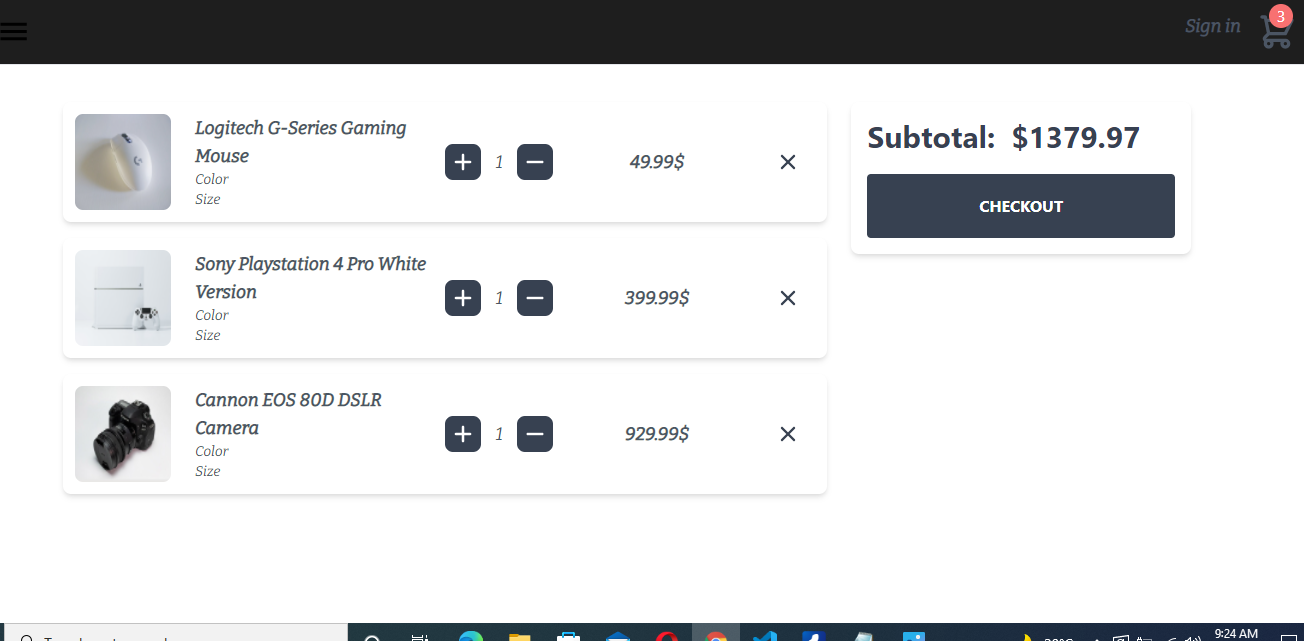 Sign in
3
Logitech G-Series Gaming
Mouse
Color
Size
1
49.99$
Subtotal: $1379.97
CHECKOUT
Sony Playstation 4 Pro White
Version
Color
Size
1
399.99$
Cannon EOS 80D DSLR
Camera
Color
Size
1
929.99$
9:24 AM